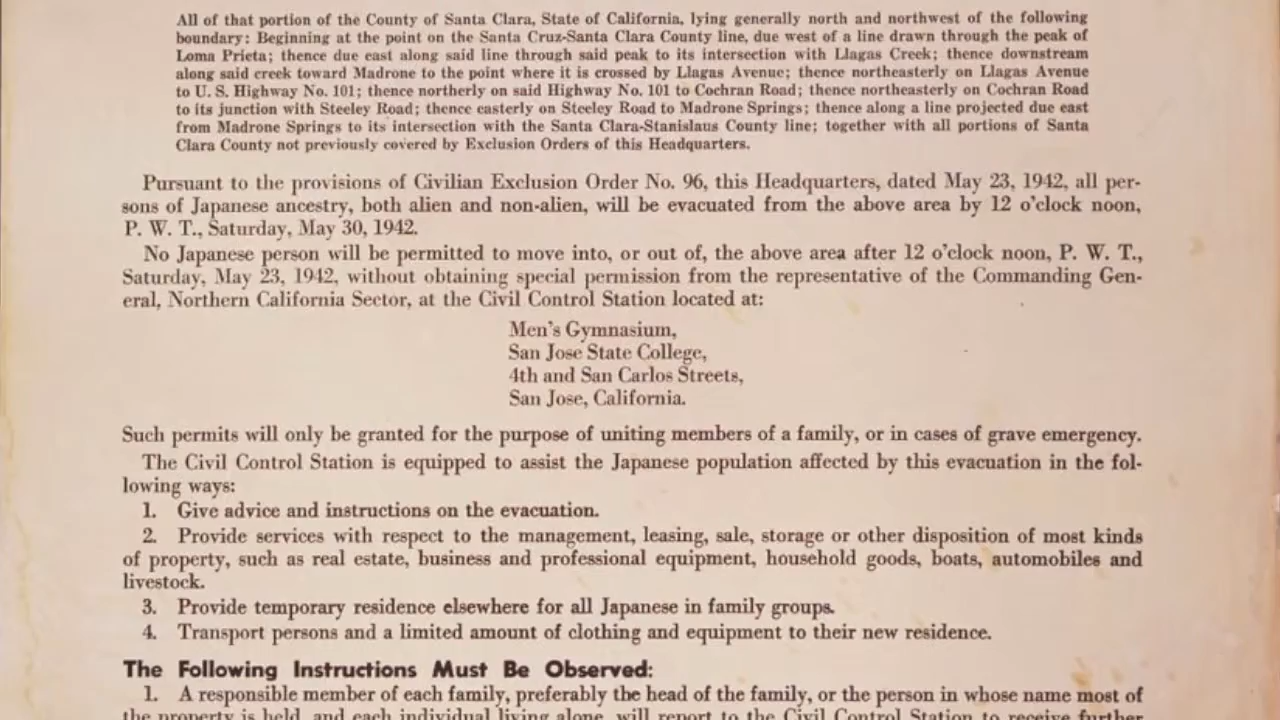 All of that portion of the County of Santa Clara, State of California, lying generally north and northwest of the following
boundary: Beginning at the point on the Santa Cruz-Santa Clara County line, due west of a line drawn through the peak of
Loma Prieta; thence due east along said line through said peak to its intersection with Llagas Creek; thence downstream
along said creek toward Madrone to the point where it is crossed by Llagas Avenue; thence northeasterly on Llagas Avenue
to U. S. Highway No. 101; thence northerly on said Highway No. 101 to Cochran Road; thence northeasterly on Cochran Road
to its junction with Steeley Road; thence easterly on Steeley Road to Madrone Springs; thence along a line projected due east
from Madrone Springs to its intersection with the Santa Clara-Stanislaus County line; together with all portions of Santa
Clara County not previously covered by Exclusion Orders of this Headquarters.
Pursuant to the provisions of Civilian Exclusion Order No. 96, this Headquarters, dated May 23, 1942, all per-
sons of Japanese ancestry, both alien and non-alien, will be evacuated from the above area by 12 o'clock noon,
P. W. T., Saturday, May 30, 1942.
No Japanese person will be permitted to move into, or out of, the above area after 12 o'clock noon, P. W. T.,
Saturday, May 23, 1942, without obtaining special permission from the representative of the Commanding Gen-
eral, Northern California Sector, at the Civil Control Station located at:
Men's Gymnasium,
San Jose State College,
4th and San Carlos Streets,
San Jose, California.
Such permits will only be granted for the purpose of uniting members of a family, or in cases of grave emergency.
The Civil Control Station is equipped to assist the Japanese population affected by this evacuation in the fol-
lowing ways:
1. Give advice and instructions on the evacuation.
2. Provide services with respect to the management, leasing, sale, storage or other disposition of most kinds
of property, such as real estate, business and professional equipment, household goods, boats, automobiles and
livestock.
3. Provide temporary residence elsewhere for all Japanese in family groups.
4. Transport persons and a limited amount of clothing and equipment to their new residence.
The Following Instructions Must Be Observed:
1. A responsible member of each family, preferably the head of the family, or the person in whose name most of
the property is held, and each individual living alone, will report to the Civil Control Station to receive further